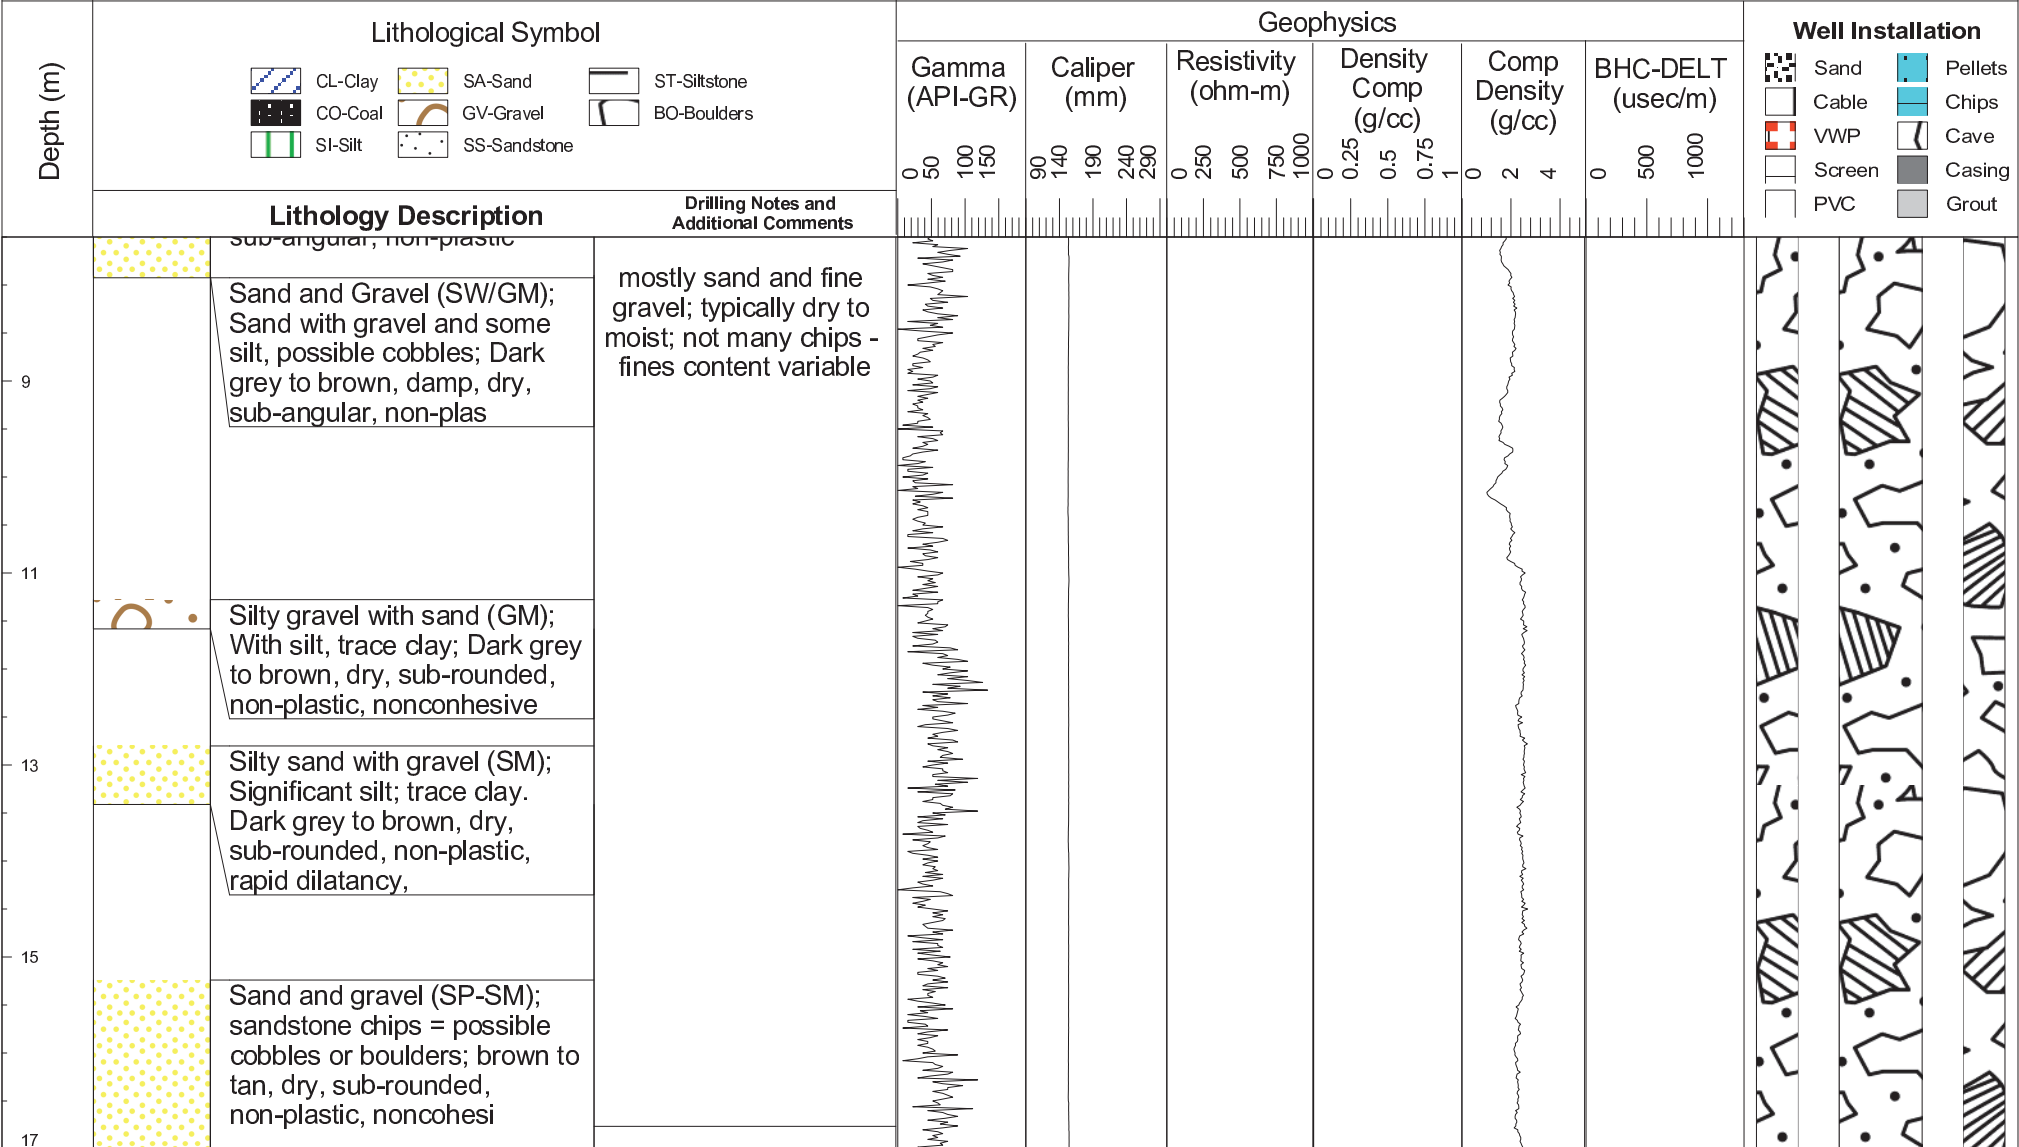 Depth (m)
Lithological Symbol
CL-Clay
SA-Sand
ST-Siltstone
CO-Coal
GV-Gravel
BO-Boulders
SI-Silt
SS-Sandstone
Lithology Description
Drilling Notes and
Additional Comments
Geophysics
Gamma
(API-GR)
0 50 100 150
Caliper
(mm)
90 140 190 240 290
Resistivity
(ohm-m)
0 250 500 750 1000
Density
Comp
(g/cc)
0 0.25 0.5 0.75 1
Comp
Density
(g/cc)
0 2 4
BHC-DELT
(usec/m)
0 500 1000
Well Installation
Sand
Pellets
Cable
Chips
VWP
Cave
Screen
Casing
PVC
Grout
sub-angular, non-plastic
Sand and Gravel (SW/GM);
Sand with gravel and some
silt, possible cobbles; Dark
grey to brown, damp, dry,
sub-angular, non-plas
mostly sand and fine
gravel; typically dry to
moist; not many chips -
fines content variable
9
11
Silty gravel with sand (GM);
With silt, trace clay; Dark grey
to brown, dry, sub-rounded,
non-plastic, nonconhesive
13
Silty sand with gravel (SM);
Significant silt; trace clay.
Dark grey to brown, dry,
sub-rounded, non-plastic,
rapid dilatancy,
15
Sand and gravel (SP-SM);
sandstone chips = possible
cobbles or boulders; brown to
tan, dry, sub-rounded,
non-plastic, noncohesi
17